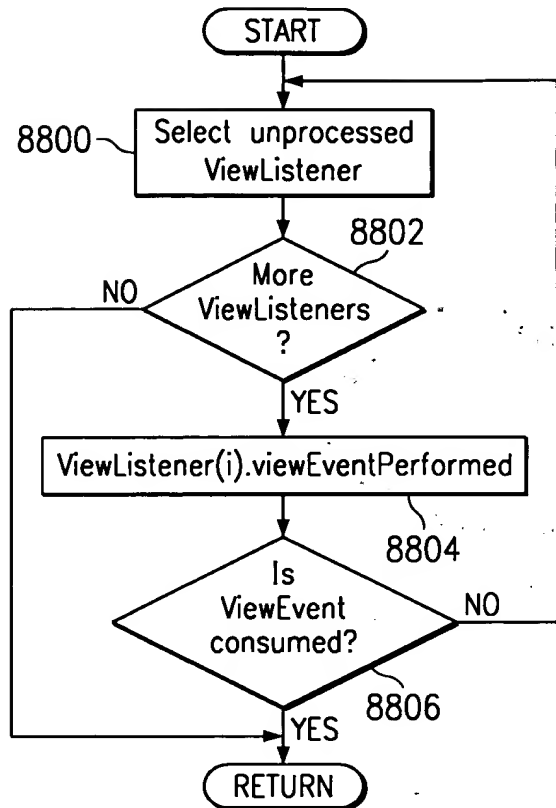 START
8800
Select unprocessed
ViewListener
8802
More
ViewListeners
?
NO
YES
ViewListener(i).viewEventPerformed
8804
Is
ViewEvent
consumed?
NO
8806
YES
RETURN